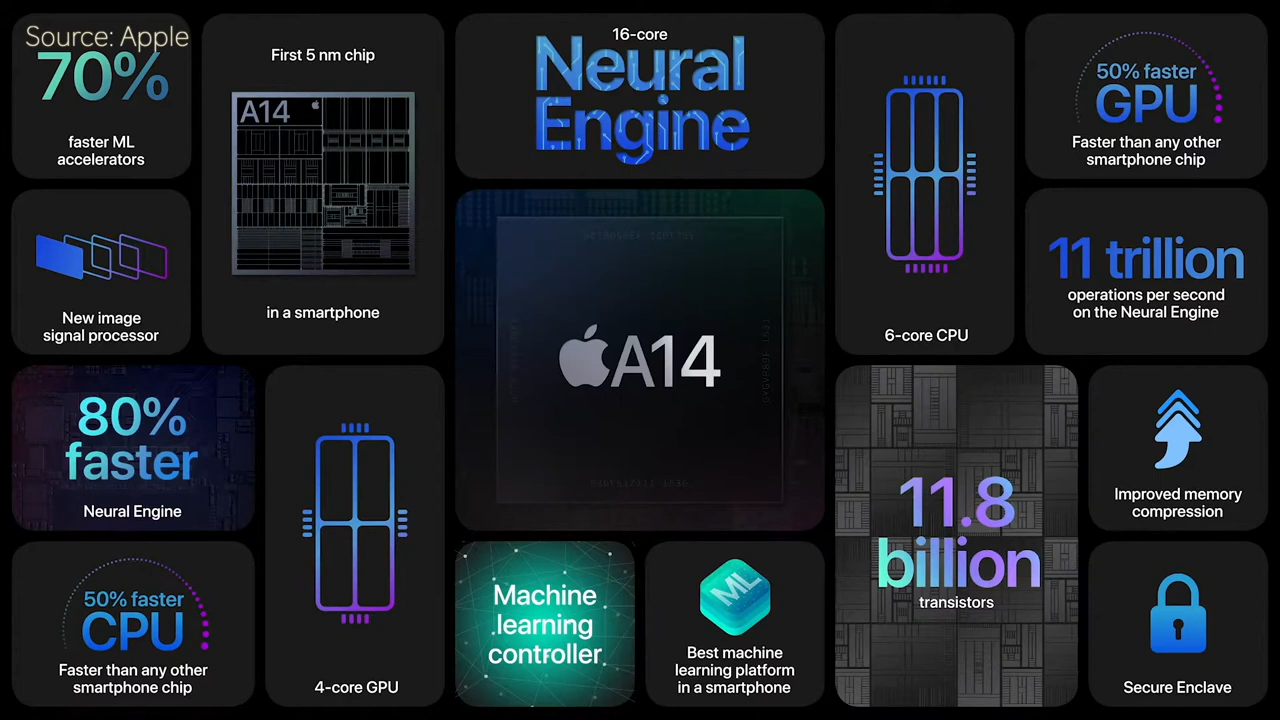 Source: Apple
70%
faster ML
accelerators
First 5 nm chip
A14
in a smartphone
16-core
Neural
Engine
6-core CPU
50% faster
GPU
Faster than any other
smartphone chip
New image
signal processor
A14
11 trillion
operations per second
on the Neural Engine
80%
faster
Neural Engine
4-core GPU
11.8
billion
transistors
Improved memory
compression
50% faster
CPU
Faster than any other
smartphone chip
Machine
learning
controller
ML
Best machine
learning platform
in a smartphone
Secure Enclave